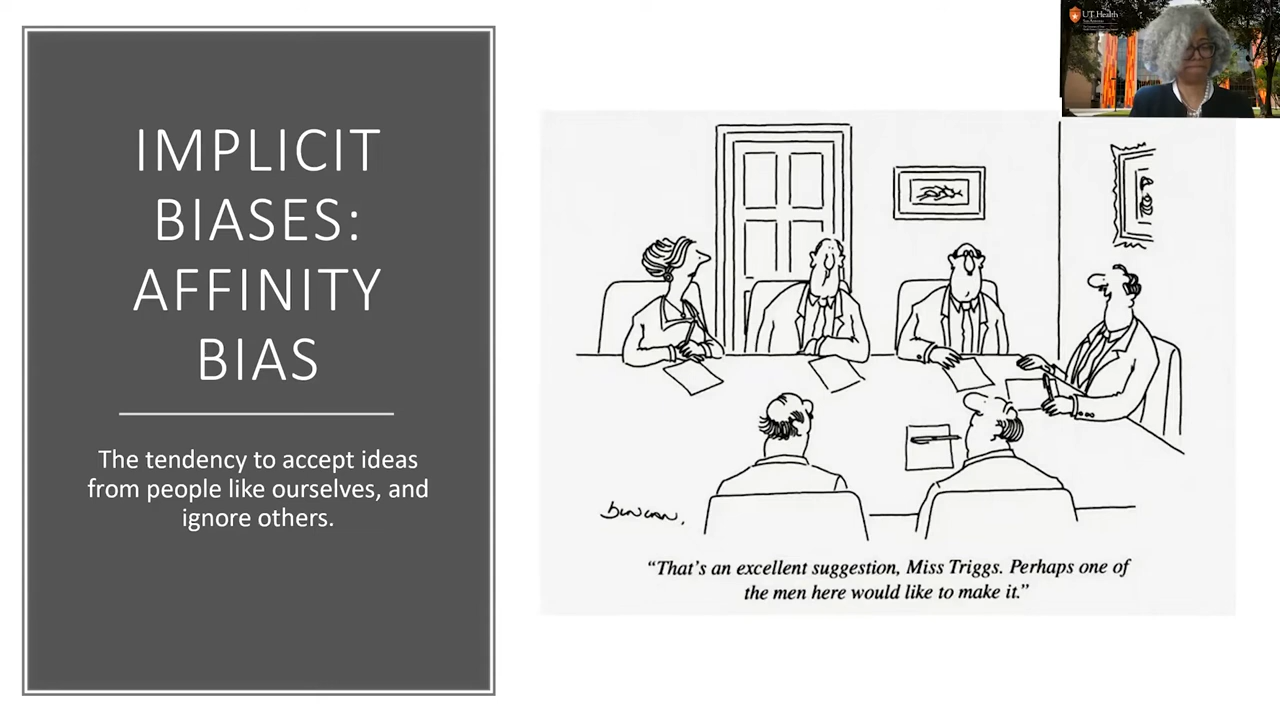 IMPLICIT
BIASES:
AFFINITY
BIAS
The tendency to accept ideas
from people like ourselves, and
ignore others.
UT Health
DUNCAN.
“That’s an excellent suggestion, Miss Triggs. Perhaps one of
the men here would like to make it.”